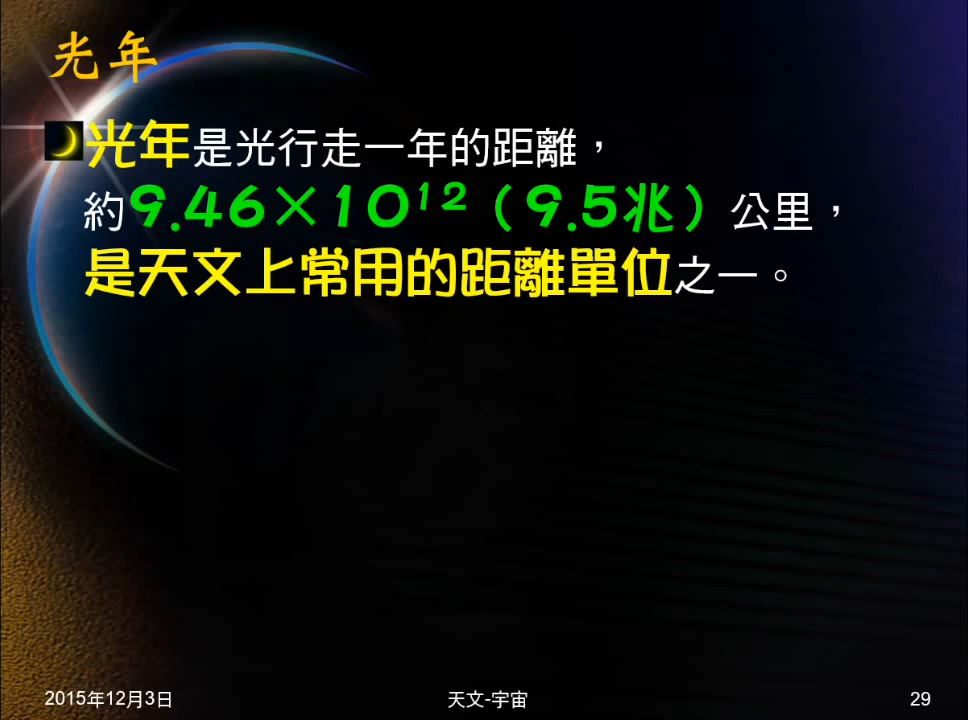 光年
光年是光行走一年的距離，
約9.46×10¹²（9.5兆）公里，
是天文上常用的距離單位之一。
2015年12月3日
天文-宇宙
29